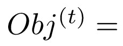 Obj^{(t)} =